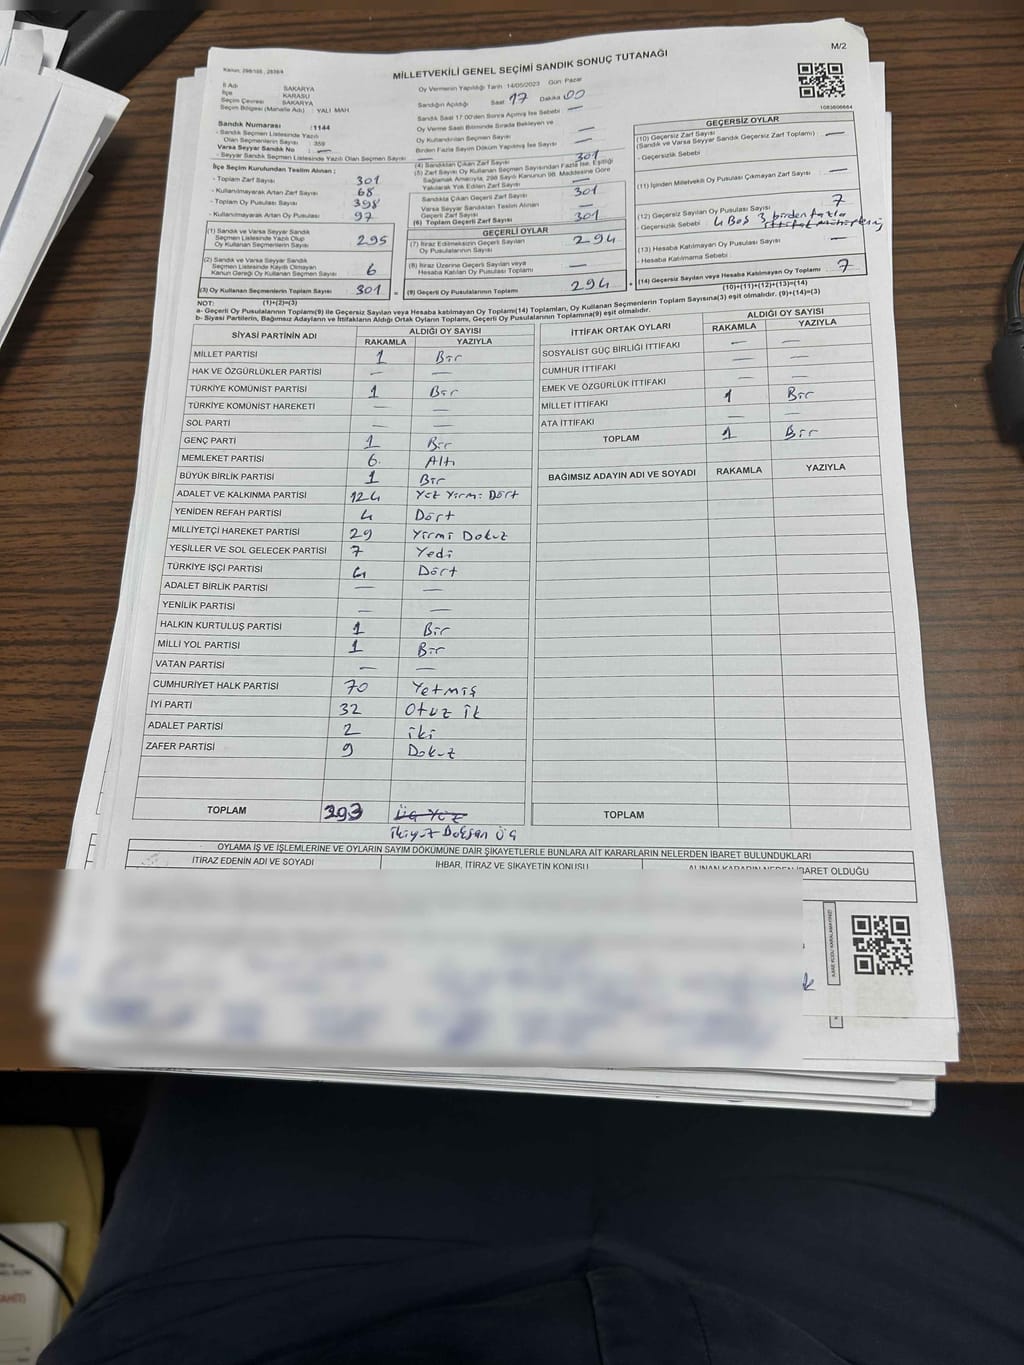 Kanun: 298/105, 2839/4
MİLLETVEKİLİ GENEL SEÇİMİ SANDIK SONUÇ TUTANAĞI
M/2
1083606664
İl Adı SAKARYA
İlçe KARASU
Seçim Çevresi SAKARYA
Seçim Bölgesi (Mahalle Adı) YALI MAH
Sandık Numarası :1144
- Sandık Seçmen Listesinde Yazılı
Olan Seçmenlerin Sayısı : 359
Varsa Seyyar Sandık No : —
- Seyyar Sandık Seçmen Listesinde Yazılı Olan Seçmen Sayısı —
Oy Vermenin Yapıldığı Tarih :14/05/2023 Gün: Pazar
Sandığın Açıldığı Saat 17 Dakika 00
Sandık Saat 17.00'den Sonra Açılmış İse Sebebi —
Oy Verme Saati Bitiminde Sırada Bekleyen ve
Oy Kullandırılan Seçmen Sayısı —
Birden Fazla Sayım Döküm Yapılmış İse Sayısı —
İlçe Seçim Kurulundan Teslim Alınan ;
- Toplam Zarf Sayısı 301
- Kullanılmayarak Artan Zarf Sayısı 68
- Toplam Oy Pusulası Sayısı 398
- Kullanılmayarak Artan Oy Pusulası 97
(1) Sandık ve Varsa Seyyar Sandık
Seçmen Listesinde Yazılı Olup
Oy Kullanan Seçmenlerin Sayısı 295
(2) Sandık ve Varsa Seyyar Sandık
Seçmen Listesinde Kayıtlı Olmayan
Kanun Gereği Oy Kullanan Seçmen Sayısı 6
(3) Oy Kullanan Seçmenlerin Toplam Sayısı 301
(1)+(2)=(3)
(4) Sandıktan Çıkan Zarf Sayısı 301
(5) Zarf Sayısı Oy Kullanan Seçmen Sayısından Fazla İse, Eşitliği
Sağlamak Amacıyla, 298 Sayılı Kanunun 98. Maddesine Göre
Yakılarak Yok Edilen Zarf Sayısı —
Sandıkta Çıkan Geçerli Zarf Sayısı 301
Varsa Seyyar Sandıktan Teslim Alınan
Geçerli Zarf Sayısı —
(6) Toplam Geçerli Zarf Sayısı 301
GEÇERLİ OYLAR
(7) İtiraz Edilmeksizin Geçerli Sayılan
Oy Pusulalarının Sayısı 294
(8) İtiraz Üzerine Geçerli Sayılan veya
Hesaba Katılan Oy Pusulası Toplamı —
(9) Geçerli Oy Pusulalarının Toplamı 294
GEÇERSİZ OYLAR
(10) Geçersiz Zarf Sayısı
(Sandık ve Varsa Seyyar Sandık Geçersiz Zarf Toplamı) —
- Geçersizlik Sebebi
(11) İçinden Milletvekili Oy Pusulası Çıkmayan Zarf Sayısı —
(12) Geçersiz Sayılan Oy Pusulası Sayısı 7
- Geçersizlik Sebebi : 4 Boş 3 birden fazla
(13) Hesaba Katılmayan Oy Pusulası Sayısı —
- Hesaba Katılmama Sebebi :
(14) Geçersiz Sayılan veya Hesaba Katılmayan Oy Toplamı : 7
(10)+(11)+(12)+(13)=(14)
NOT:
a- Geçerli Oy Pusulaları Toplamı(9) ile Geçersiz Sayılan veya Hesaba katılmayan Oy Toplamı(14) Toplamları, Oy Kullanan Seçmenlerin Toplam Sayısına(3) eşit olmalıdır. (9)+(14)=(3)
b- Siyasi Partilerin, Bağımsız Adayların ve İttifakların Aldığı Ortak Oyların Toplamı, Geçerli Oy Pusulalarının Toplamına(9) eşit olmalıdır.
SİYASİ PARTİNİN ADI ALDIĞI OY SAYISI
RAKAMLA YAZIYLA
MİLLET PARTİSİ 1 Bir
HAK VE ÖZGÜRLÜKLER PARTİSİ — —
TÜRKİYE KOMÜNİST PARTİSİ 1 Bir
TÜRKİYE KOMÜNİST HAREKETİ — —
SOL PARTİ — —
GENÇ PARTİ 1 Bir
MEMLEKET PARTİSİ 6 Altı
BÜYÜK BİRLİK PARTİSİ 1 Bir
ADALET VE KALKINMA PARTİSİ 124 Yüz Yirmi Dört
YENİDEN REFAH PARTİSİ 4 Dört
MİLLİYETÇİ HAREKET PARTİSİ 29 Yirmi Dokuz
YEŞİLLER VE SOL GELECEK PARTİSİ 7 Yedi
TÜRKİYE İŞÇİ PARTİSİ 4 Dört
ADALET BİRLİK PARTİSİ — —
YENİLİK PARTİSİ — —
HALKIN KURTULUŞ PARTİSİ 1 Bir
MİLLİ YOL PARTİSİ 1 Bir
VATAN PARTİSİ — —
CUMHURİYET HALK PARTİSİ 70 Yetmiş
İYİ PARTİ 32 Otuz ik
ADALET PARTİSİ 2 iki
ZAFER PARTİSİ 9 Dokuz
TOPLAM 293 Üç Yüz
ikiyüz Doksan Üç
İTTİFAK ORTAK OYLARI ALDIĞI OY SAYISI
RAKAMLA YAZIYLA
SOSYALİST GÜÇ BİRLİĞİ İTTİFAKI — —
CUMHUR İTTİFAKI — —
EMEK VE ÖZGÜRLÜK İTTİFAKI — —
MİLLET İTTİFAKI 1 Bir
ATA İTTİFAKI — —
TOPLAM 1 Bir
BAĞIMSIZ ADAYIN ADI VE SOYADI RAKAMLA YAZIYLA
TOPLAM
OYLAMA İŞ VE İŞLEMLERİNE VE OYLARIN SAYIM DÖKÜMÜNE DAİR ŞİKAYETLERLE BUNLARA AİT KARARLARIN NELERDEN İBARET BULUNDUKLARI
İTİRAZ EDENİN ADI VE SOYADI İHBAR, İTİRAZ VE ŞİKAYETİN KONUSU ALINAN KARARIN NEDEN İBARET OLDUĞU